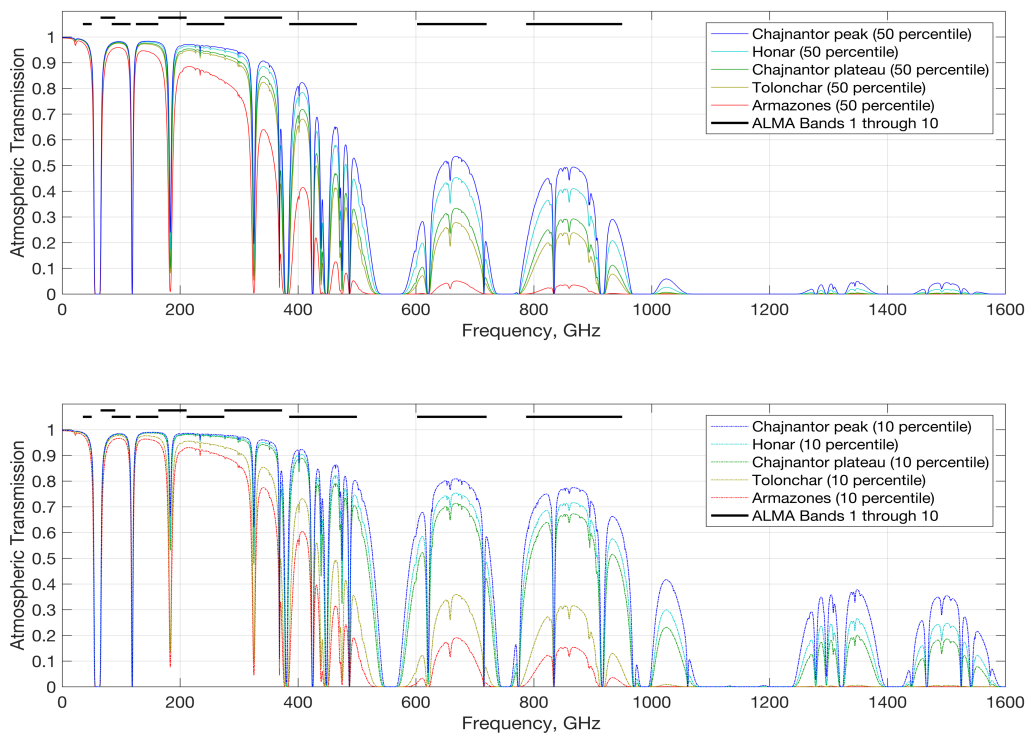 Atmospheric Transmission
1
0.9
0.8
0.7
0.6
0.5
0.4
0.3
0.2
0.1
0
0 200 400 600 800 1000 1200 1400 1600
Frequency, GHz
Chajnantor peak (50 percentile)
Honar (50 percentile)
Chajnantor plateau (50 percentile)
Tolonchar (50 percentile)
Armazones (50 percentile)
ALMA Bands 1 through 10
Atmospheric Transmission
1
0.9
0.8
0.7
0.6
0.5
0.4
0.3
0.2
0.1
0
0 200 400 600 800 1000 1200 1400 1600
Frequency, GHz
Chajnantor peak (10 percentile)
Honar (10 percentile)
Chajnantor plateau (10 percentile)
Tolonchar (10 percentile)
Armazones (10 percentile)
ALMA Bands 1 through 10